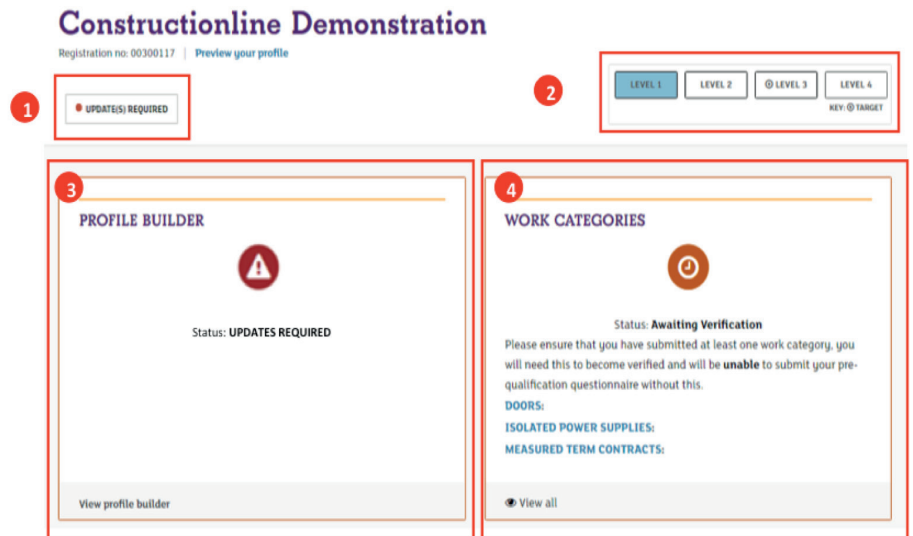 Constructionline Demonstration
Registration no: 00300117 | Preview your profile
1
UPDATE(S) REQUIRED
2
LEVEL 1 LEVEL 2 LEVEL 3 LEVEL 4
KEY: TARGET
3
PROFILE BUILDER
Status: UPDATES REQUIRED
View profile builder
4
WORK CATEGORIES
Status: Awaiting Verification
Please ensure that you have submitted at least one work category, you
will need this to become verified and will be unable to submit your pre-
qualification questionnaire without this.
DOORS:
ISOLATED POWER SUPPLIES:
MEASURED TERM CONTRACTS:
View all